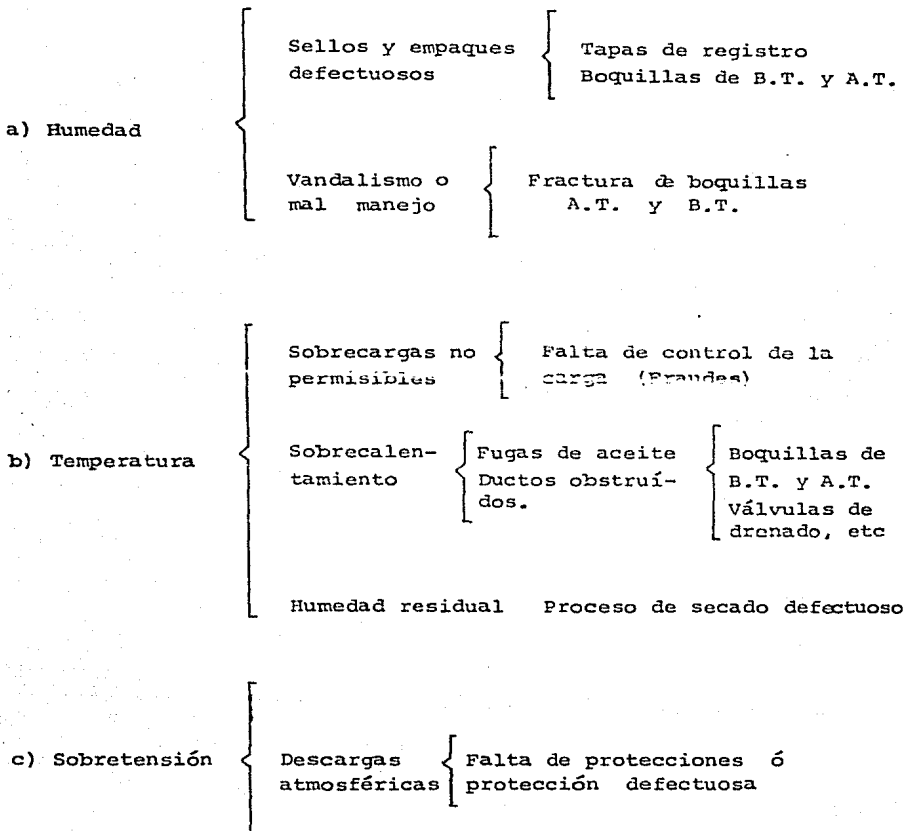 Sellos y empaques
defectuosos
Tapas de registro
Boquillas de B.T. y A.T.
a) Humedad
Vandalismo o
mal manejo
Fractura de boquillas
A.T. y B.T.
Sobrecargas no
permisibles
Falta de control de la
carga (Fraudes)
b) Temperatura
Sobrecalen-
tamiento
Fugas de aceite
Ductos obstruí-
dos.
Boquillas de
B.T. y A.T.
Válvulas de
drenado, etc
Humedad residual
Proceso de secado defectuoso
c) Sobretensión
Descargas
atmosféricas
Falta de protecciones ó
protección defectuosa